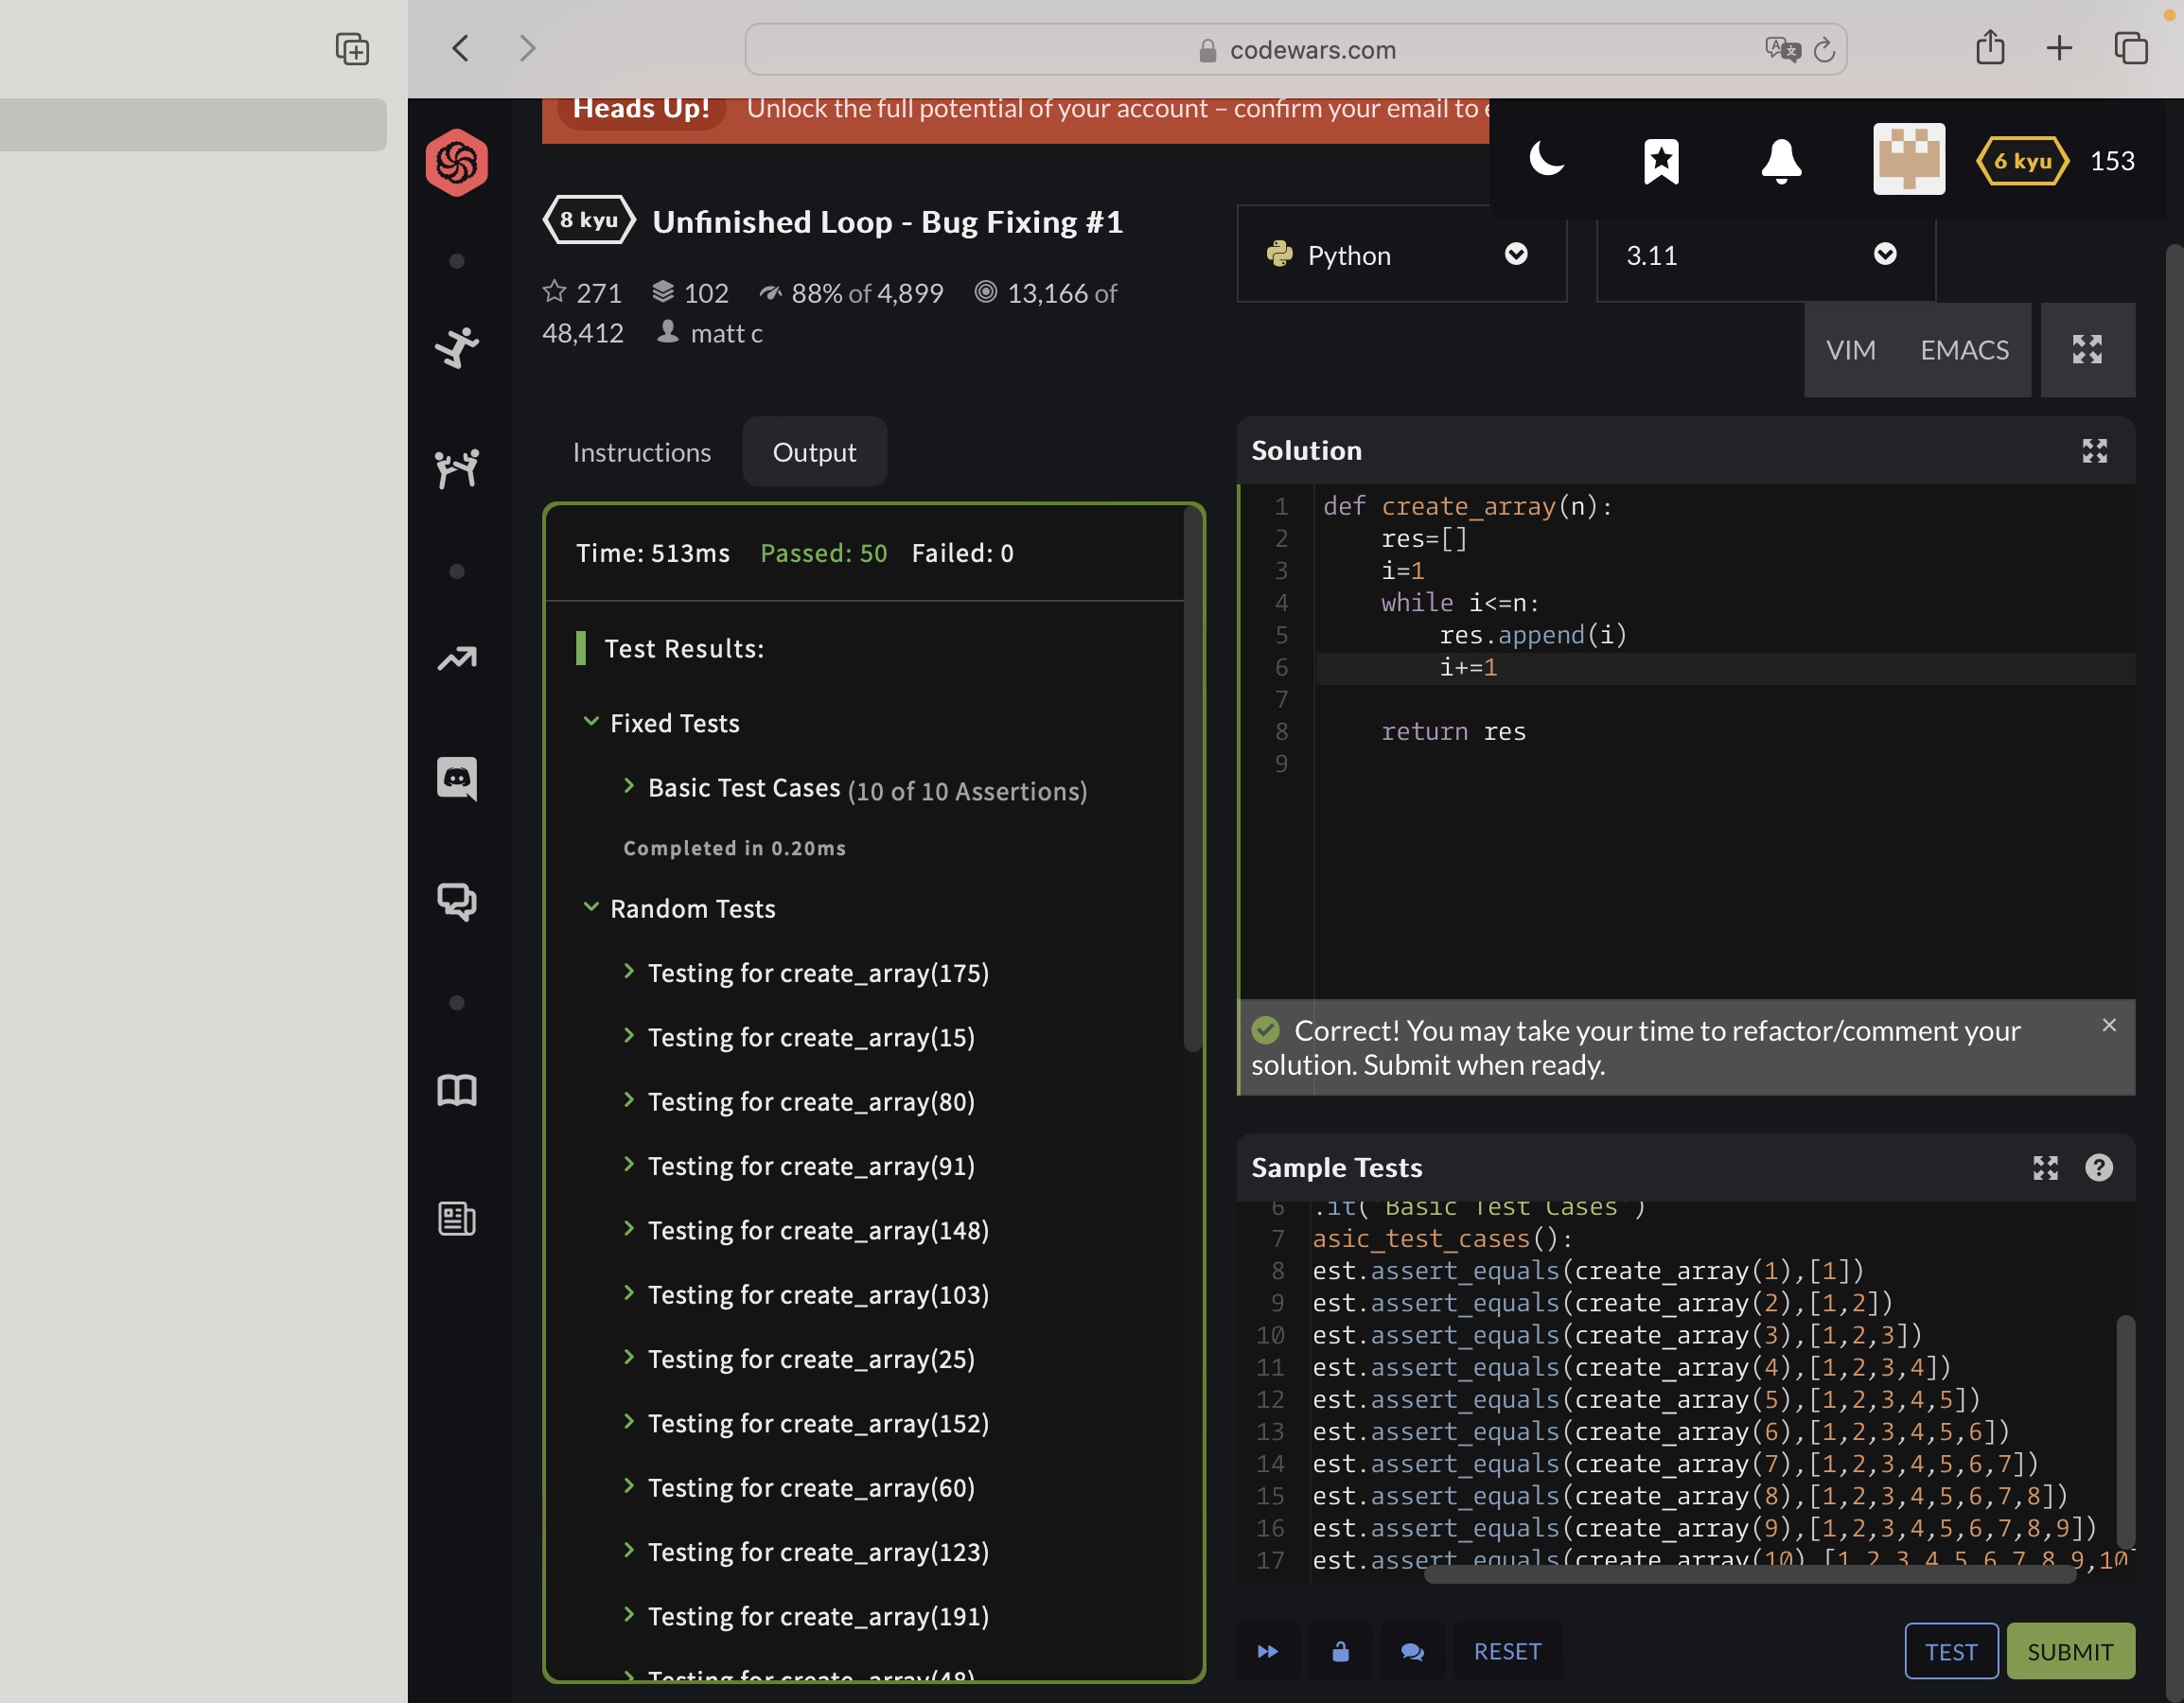 codewars.com
Heads Up! Unlock the full potential of your account – confirm your email to
6 kyu 153
8 kyu Unfinished Loop - Bug Fixing #1
271 102 88% of 4,899 13,166 of
48,412 matt c
Python 3.11
VIM EMACS
Instructions Output
Time: 513ms Passed: 50 Failed: 0
Test Results:
Fixed Tests
Basic Test Cases (10 of 10 Assertions)
Completed in 0.20ms
Random Tests
Testing for create_array(175)
Testing for create_array(15)
Testing for create_array(80)
Testing for create_array(91)
Testing for create_array(148)
Testing for create_array(103)
Testing for create_array(25)
Testing for create_array(152)
Testing for create_array(60)
Testing for create_array(123)
Testing for create_array(191)
Testing for create_array(48)
Solution
1 def create_array(n):
2     res=[]
3     i=1
4     while i<=n:
5         res.append(i)
6         i+=1
7
8     return res
9
Correct! You may take your time to refactor/comment your
solution. Submit when ready.
Sample Tests
6 .it('Basic Test Cases')
7 asic_test_cases():
8 est.assert_equals(create_array(1),[1])
9 est.assert_equals(create_array(2),[1,2])
10 est.assert_equals(create_array(3),[1,2,3])
11 est.assert_equals(create_array(4),[1,2,3,4])
12 est.assert_equals(create_array(5),[1,2,3,4,5])
13 est.assert_equals(create_array(6),[1,2,3,4,5,6])
14 est.assert_equals(create_array(7),[1,2,3,4,5,6,7])
15 est.assert_equals(create_array(8),[1,2,3,4,5,6,7,8])
16 est.assert_equals(create_array(9),[1,2,3,4,5,6,7,8,9])
17 est.assert_equals(create_array(10),[1,2,3,4,5,6,7,8,9,10
RESET TEST SUBMIT